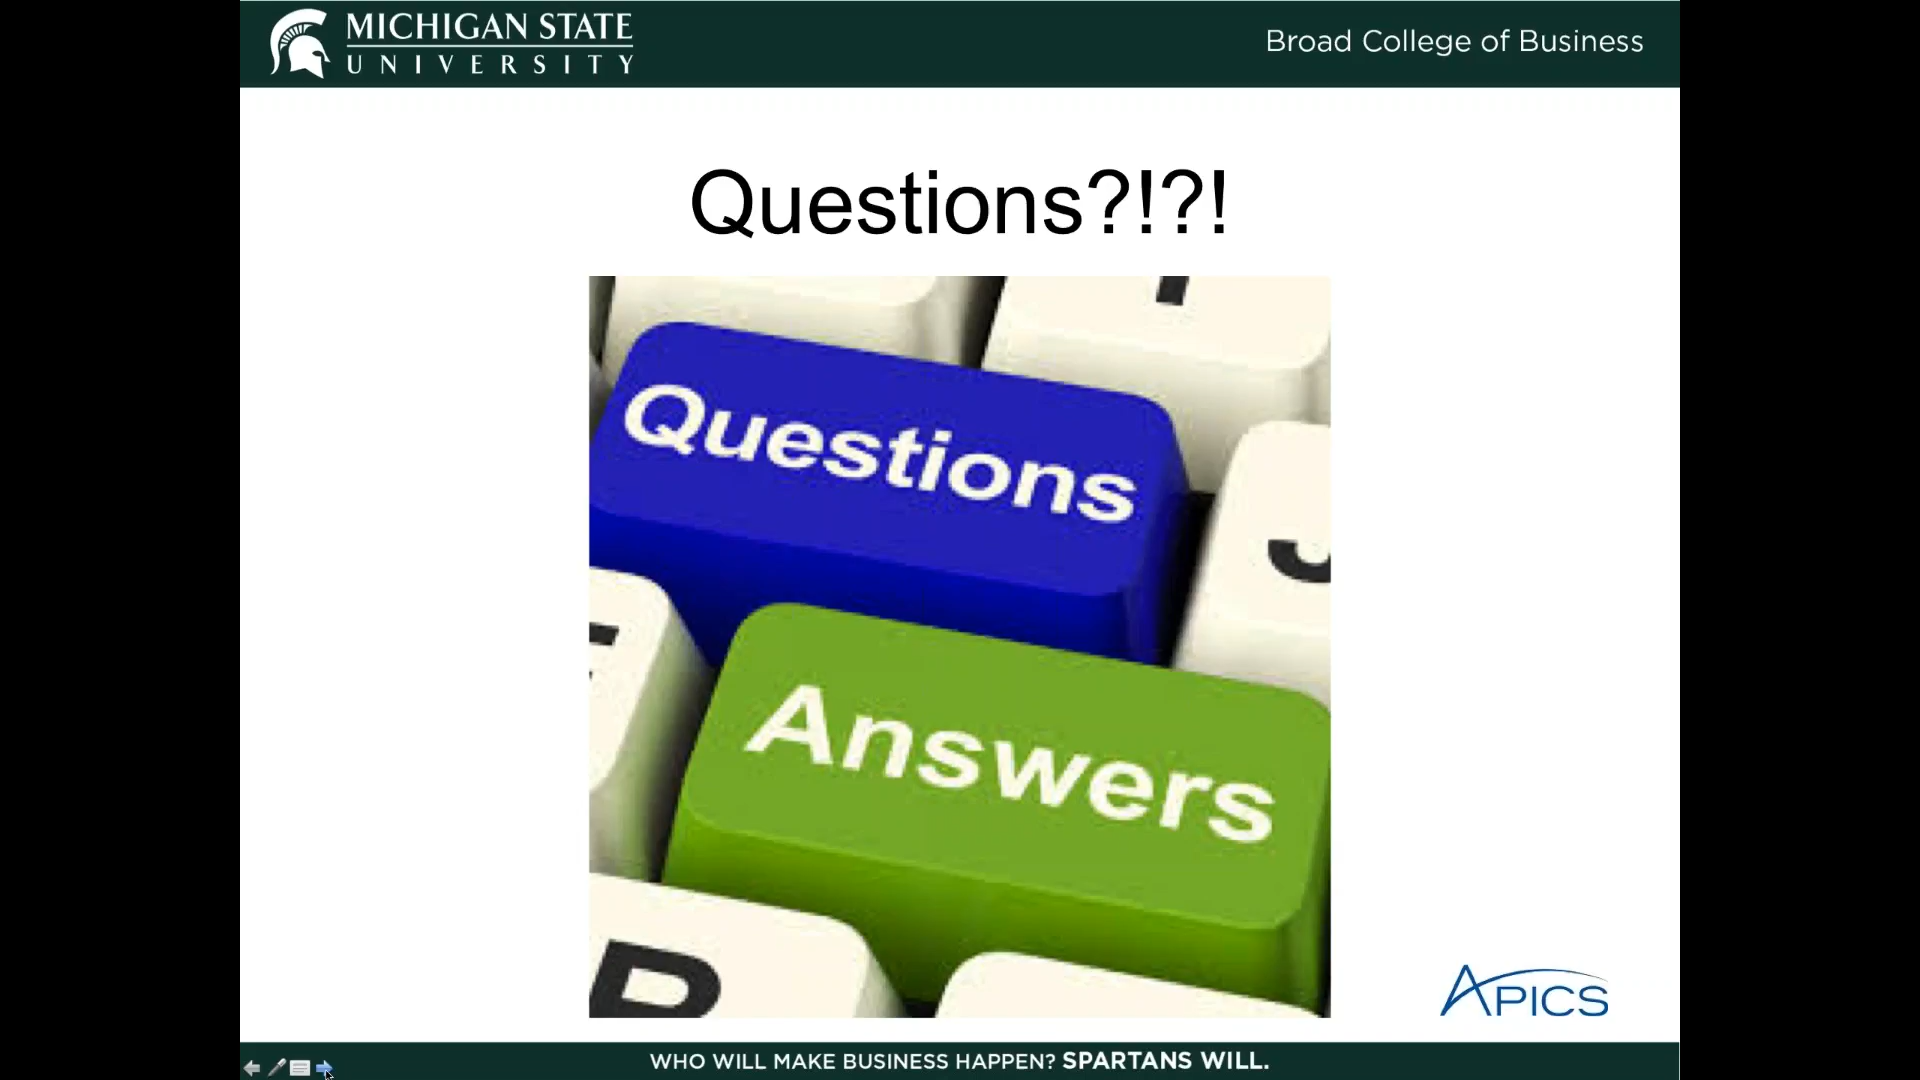 MICHIGAN STATE
UNIVERSITY
Broad College of Business
Questions?!?!
Questions
J
Answers
APICS
WHO WILL MAKE BUSINESS HAPPEN? SPARTANS WILL.